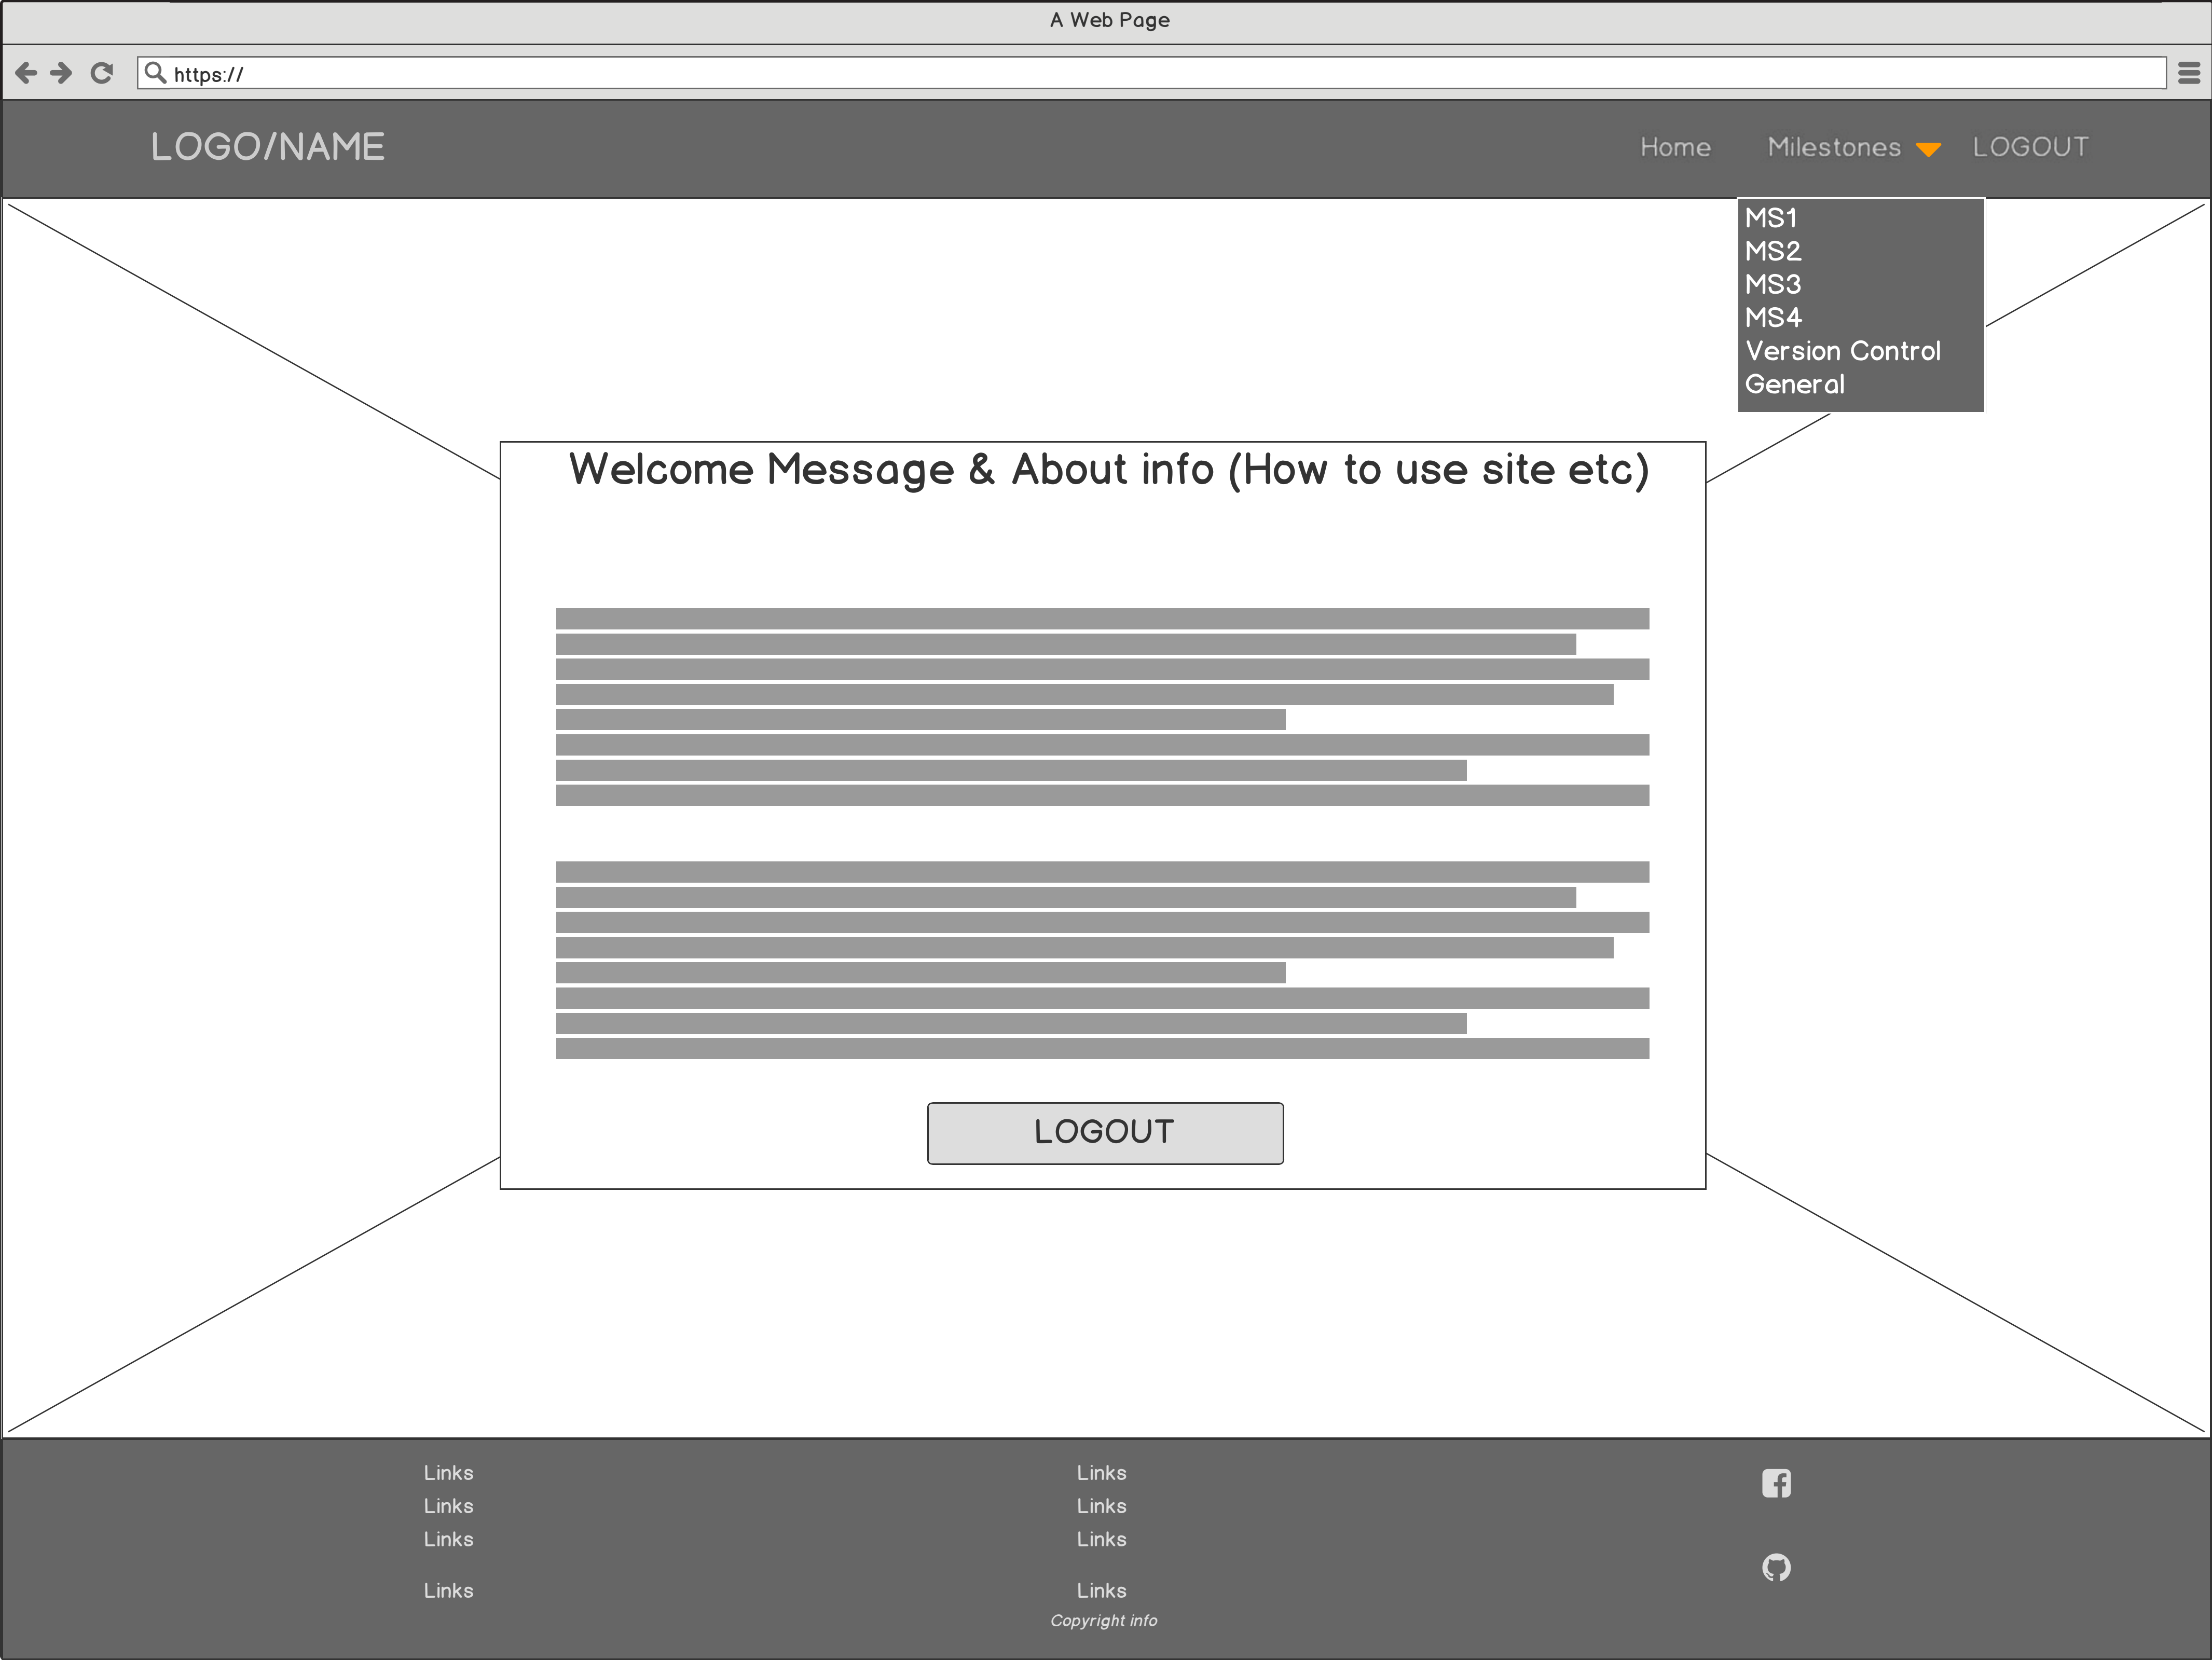 A Web Page
https://
LOGO/NAME
Home Milestones LOGOUT
MS1
MS2
MS3
MS4
Version Control
General
Welcome Message & About info (How to use site etc)
LOGOUT
Links
Links
Links
Links
Links
Links
Links
Links
Copyright info